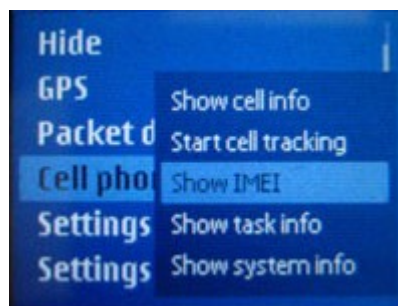 Hide
GPS
Packet d
Cell pho
Settings
Settings
Show cell info
Start cell tracking
Show IMEI
Show task info
Show system info